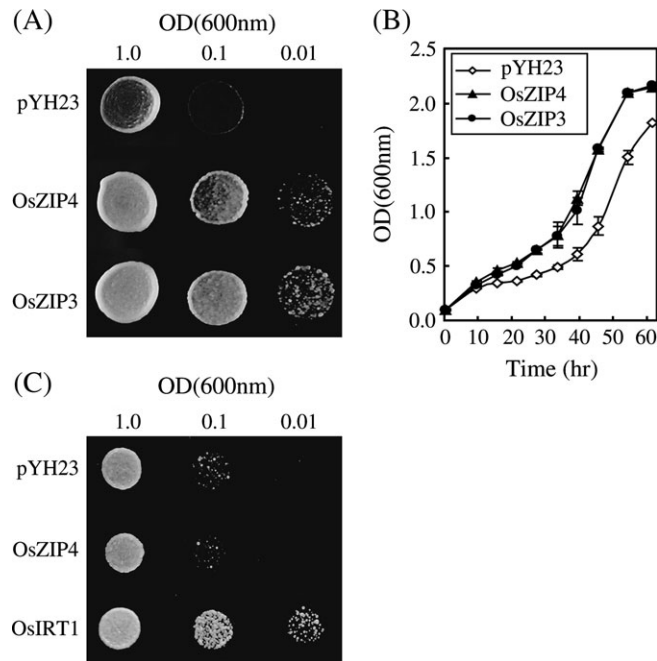 (A)
OD(600nm)
1.0 0.1 0.01
pYH23
OsZIP4
OsZIP3
(B)
pYH23
OsZIP4
OsZIP3
OD(600nm)
2.5
2.0
1.5
1.0
0.5
0.0
0 10 20 30 40 50 60
Time (hr)
(C)
OD(600nm)
1.0 0.1 0.01
pYH23
OsZIP4
OsIRT1